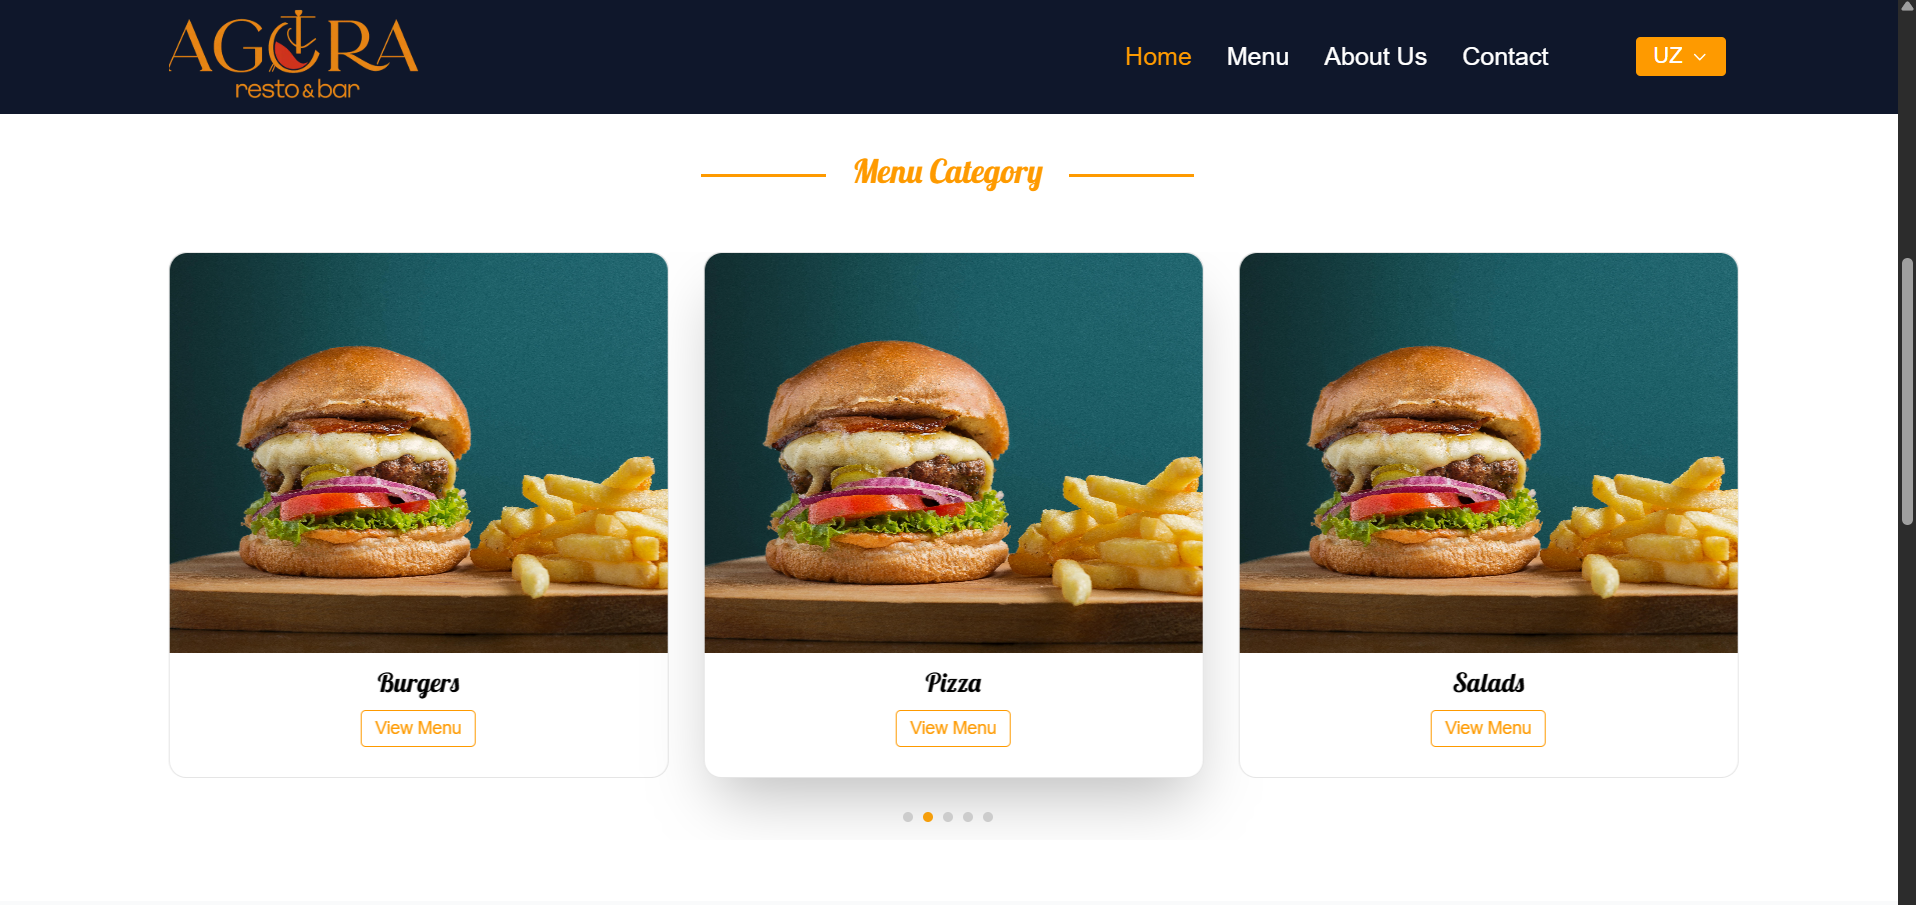 AGORA
resto & bar
Home Menu About Us Contact UZ
Menu Category
Burgers Pizza Salads
View Menu View Menu View Menu